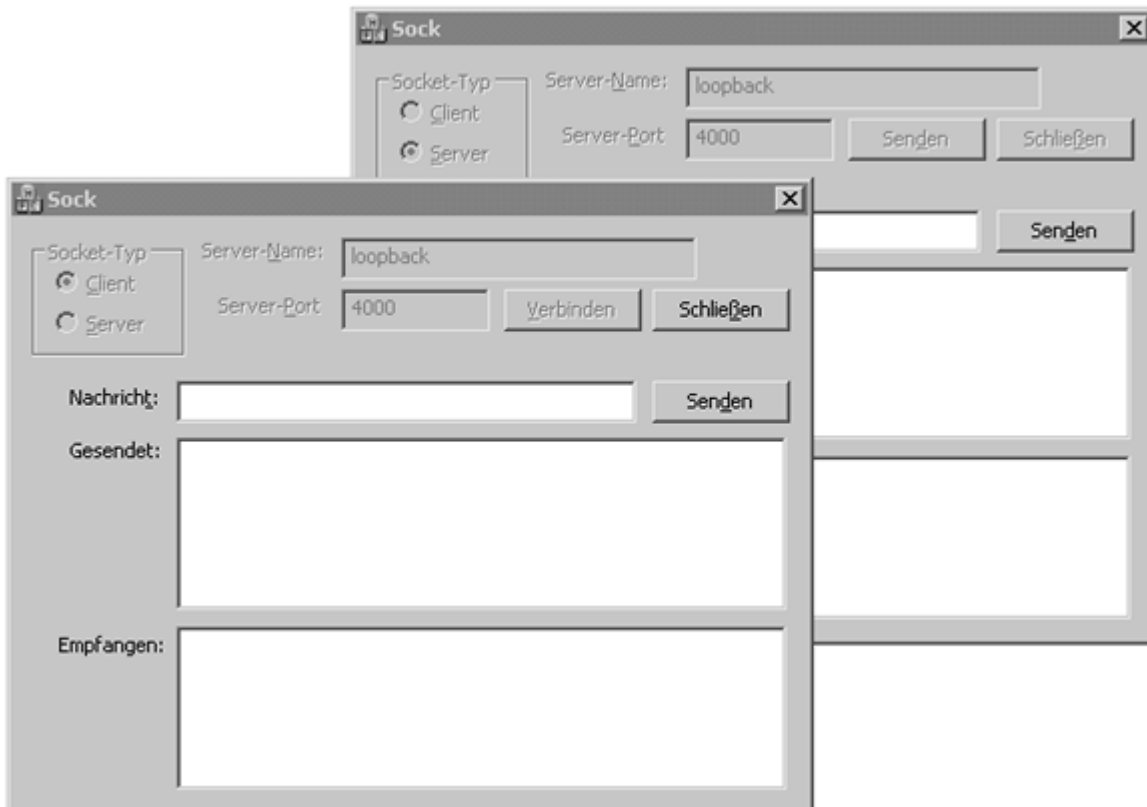 Sock
Socket-Typ
Client
Server
Server-Name: loopback
Server-Port 4000 Senden Schließen
Senden
Sock
Socket-Typ
Client
Server
Server-Name: loopback
Server-Port 4000 Verbinden Schließen
Nachricht: Senden
Gesendet:
Empfangen: